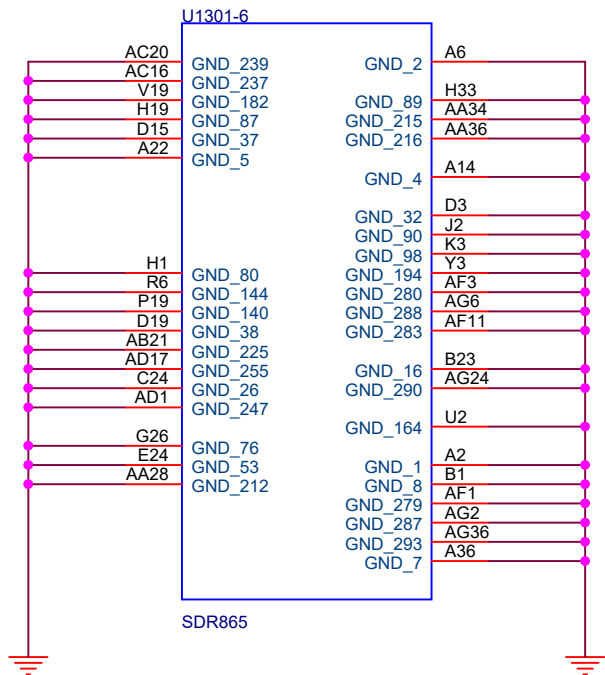 U1301-6
AC20 GND_239 GND_2 A6
AC16 GND_237
V19 GND_182 GND_89 H33
H19 GND_87 GND_215 AA34
D15 GND_37 GND_216 AA36
A22 GND_5
GND_4 A14
GND_32 D3
GND_90 J2
GND_98 K3
H1 GND_80 GND_194 Y3
R6 GND_144 GND_280 AF3
P19 GND_140 GND_288 AG6
D19 GND_38 GND_283 AF11
AB21 GND_225
AD17 GND_255 GND_16 B23
C24 GND_26 GND_290 AG24
AD1 GND_247
GND_164 U2
G26 GND_76
E24 GND_53 GND_1 A2
AA28 GND_212 GND_8 B1
GND_279 AF1
GND_287 AG2
GND_293 AG36
GND_7 A36
SDR865